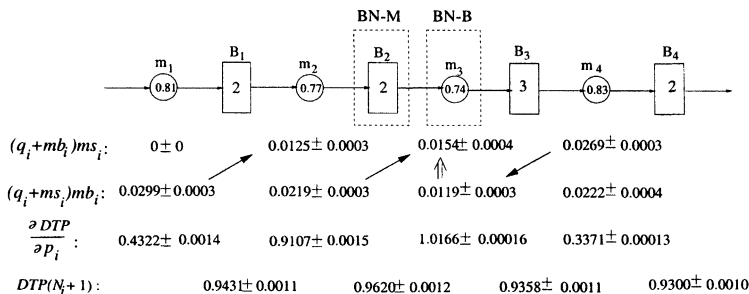 BN-M BN-B
m1 B1 m2 B2 m3 B3 m4 B4
0.81 2 0.77 2 0.74 3 0.83 2
(qi+mbi)msi: 0± 0 0.0125± 0.0003 0.0154± 0.0004 0.0269± 0.0003
(qi+msi)mbi: 0.0299± 0.0003 0.0219± 0.0003 0.0119± 0.0003 0.0222± 0.0004
∂ DTP / ∂ pi : 0.4322± 0.0014 0.9107± 0.0015 1.0166± 0.00016 0.3371± 0.00013
DTP(Ni+1) : 0.9431± 0.0011 0.9620± 0.0012 0.9358± 0.0011 0.9300± 0.0010